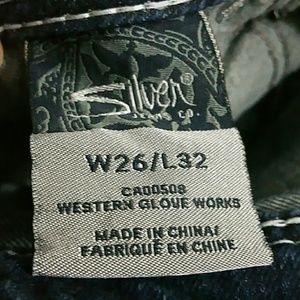 Silver®
JEANS CO.
W26/L32
CA00508
WESTERN GLOVE WORKS
MADE IN CHINA/
FABRIQUÉ EN CHINE